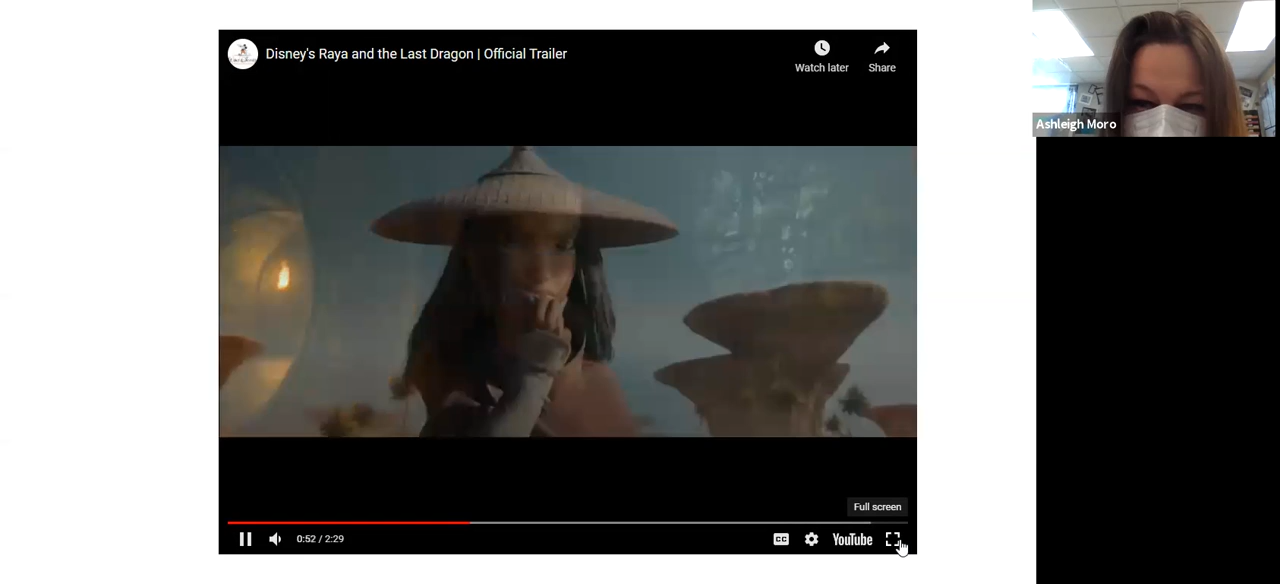 Disney's Raya and the Last Dragon | Official Trailer
Watch later
Share
Ashleigh Moro
Full screen
0:52 / 2:29
CC
YouTube